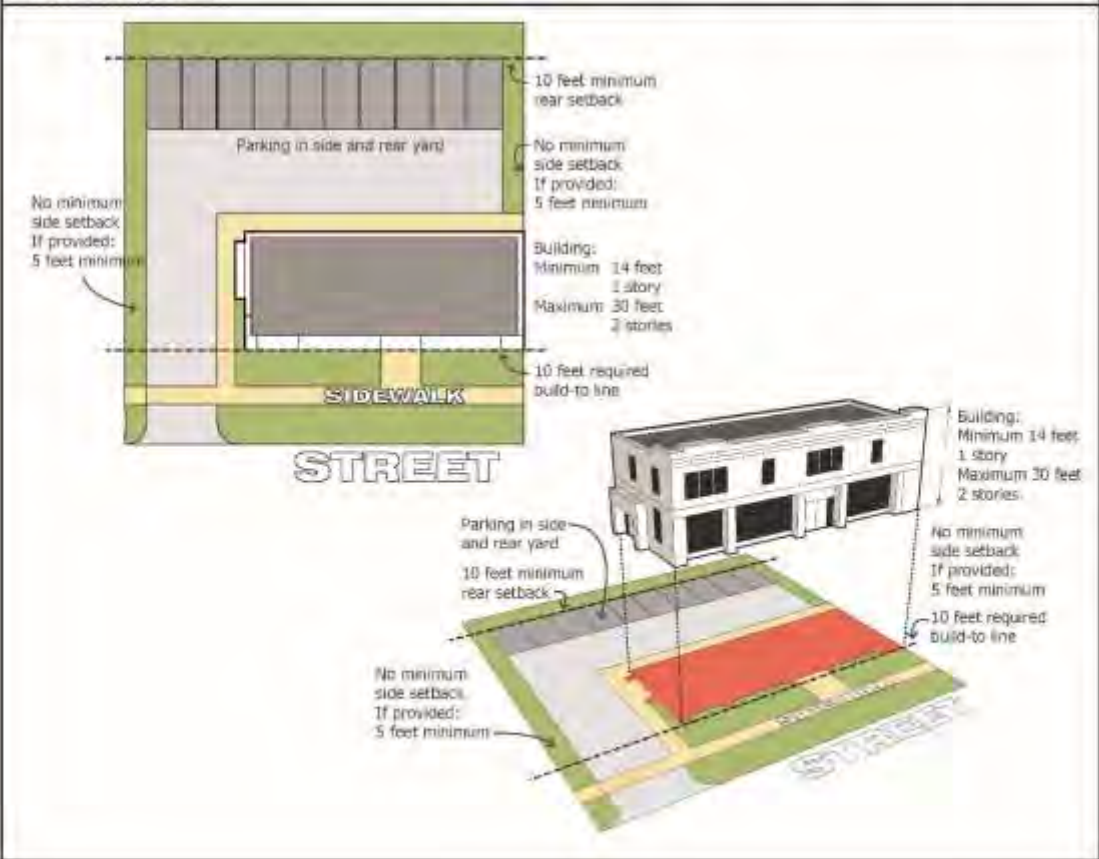 10 feet minimum
rear setback
Parking in side and rear yard
No minimum
side setback
If provided:
5 feet minimum
No minimum
side setback
If provided:
5 feet minimum
Building:
Minimum 14 feet
1 story
Maximum 30 feet
2 stories
10 feet required
build-to line
SIDEWALK
STREET
Building:
Minimum 14 feet
1 story
Maximum 30 feet
2 stories
Parking in side
and rear yard
10 feet minimum
rear setback
No minimum
side setback
If provided:
5 feet minimum
10 feet required
build-to line
No minimum
side setback
If provided:
5 feet minimum
STREET